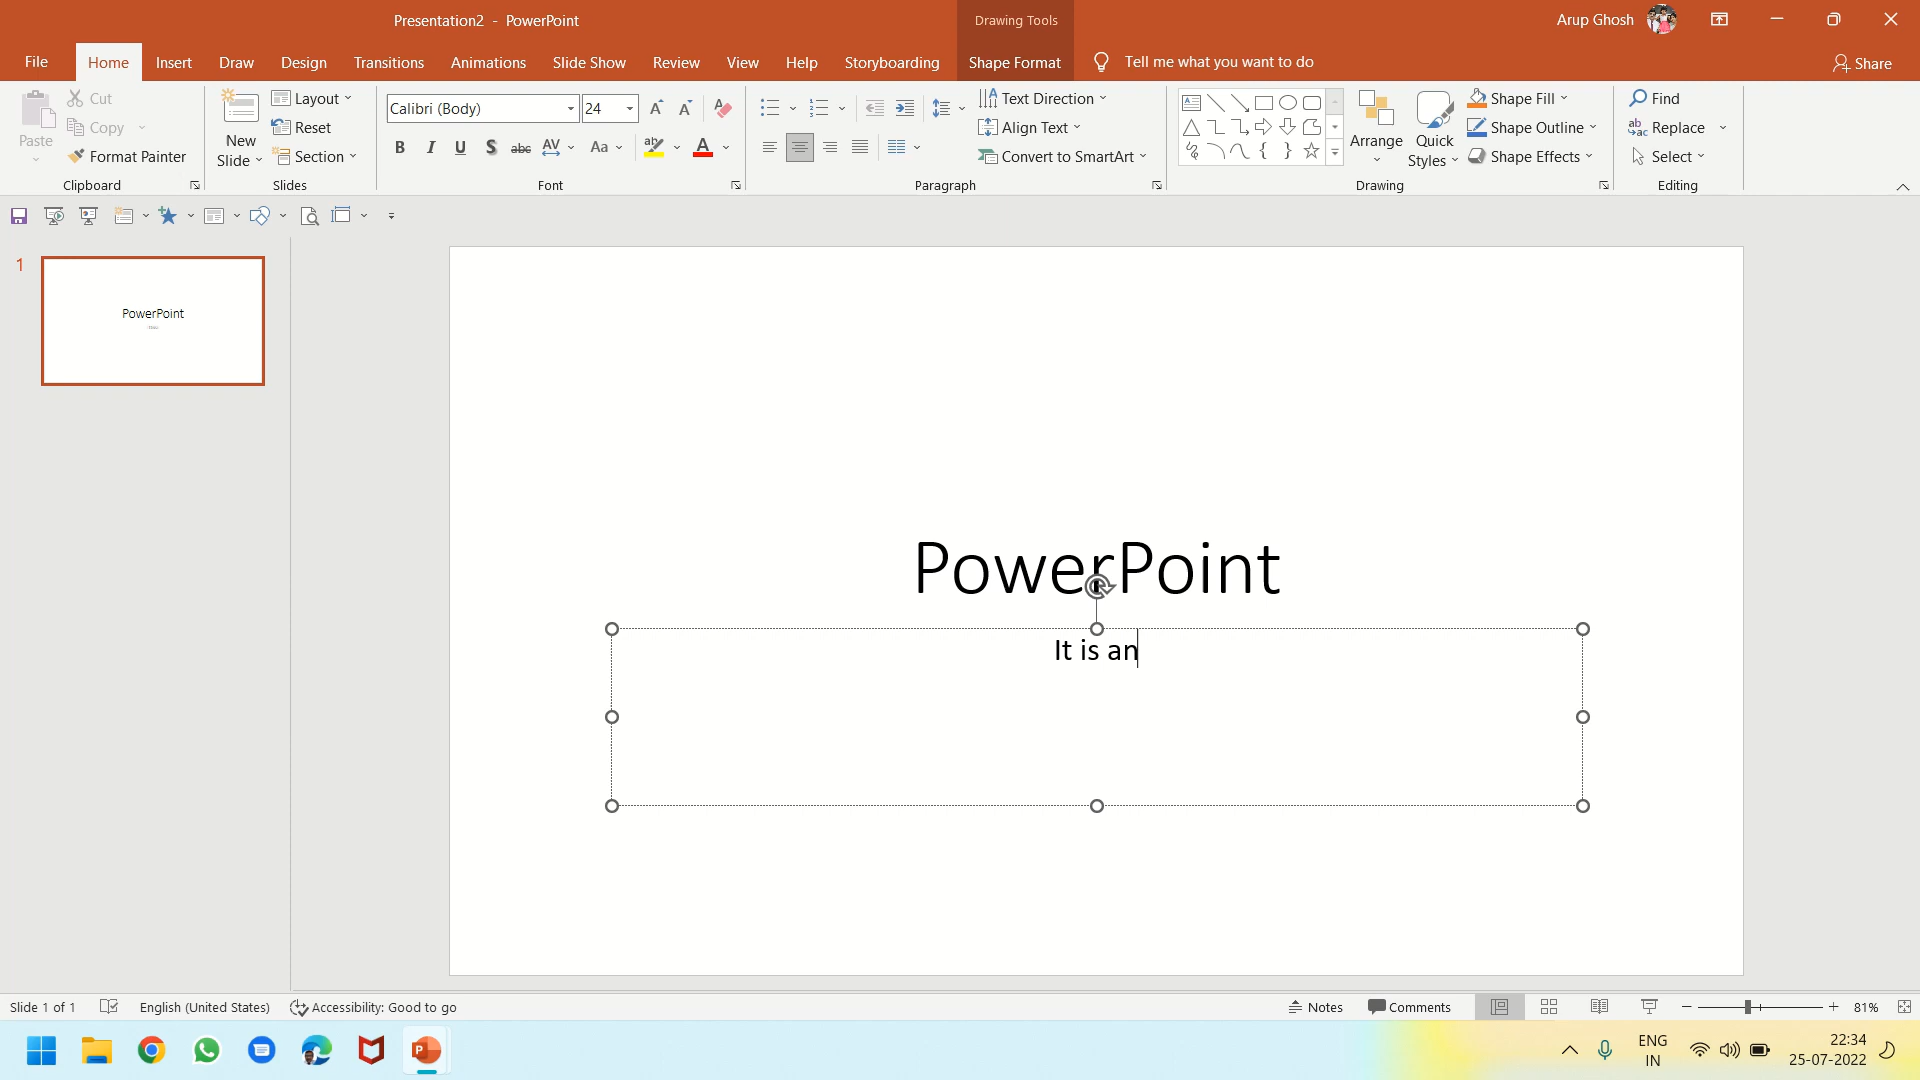 Presentation2 - PowerPoint
Drawing Tools
Arup Ghosh
File Home Insert Draw Design Transitions Animations Slide Show Review View Help Storyboarding Shape Format Tell me what you want to do Share
Paste
Cut
Copy
Format Painter
Clipboard
New Slide
Layout
Reset
Section
Slides
Calibri (Body) 24
B I U S abc AV Aa A
Font
Text Direction
Align Text
Convert to SmartArt
Paragraph
Arrange
Quick Styles
Shape Fill
Shape Outline
Shape Effects
Drawing
Find
Replace
Select
Editing
1
PowerPoint
PowerPoint
It is an
Slide 1 of 1 English (United States) Accessibility: Good to go Notes Comments 81%
ENG
IN
22:34
25-07-2022